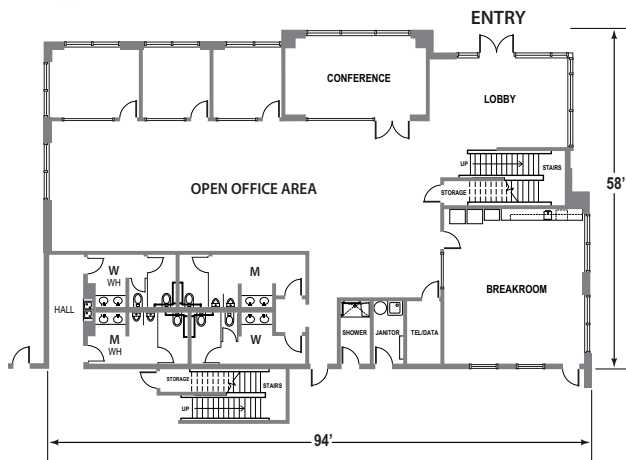 ENTRY
CONFERENCE
LOBBY
UP
STAIRS
STORAGE
58'
OPEN OFFICE AREA
W
WH
M
HALL
BREAKROOM
M
WH
W
SHOWER
JANITOR
TEL/DATA
STORAGE
STAIRS
UP
94'